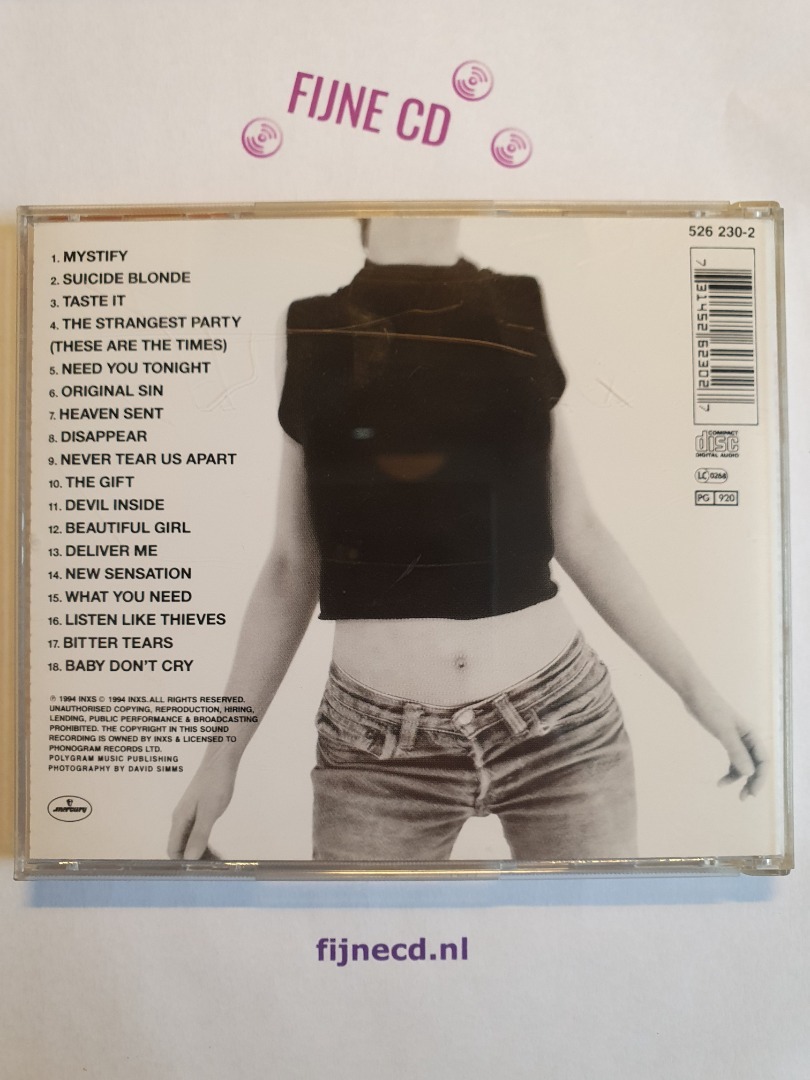 FIJNE CD
526 230-2
1. MYSTIFY
2. SUICIDE BLONDE
3. TASTE IT
4. THE STRANGEST PARTY
(THESE ARE THE TIMES)
5. NEED YOU TONIGHT
6. ORIGINAL SIN
7. HEAVEN SENT
8. DISAPPEAR
9. NEVER TEAR US APART
10. THE GIFT
11. DEVIL INSIDE
12. BEAUTIFUL GIRL
13. DELIVER ME
14. NEW SENSATION
15. WHAT YOU NEED
16. LISTEN LIKE THIEVES
17. BITTER TEARS
18. BABY DON'T CRY
7 31452 62302 7
COMPACT
disc
DIGITAL AUDIO
LC 0268
PG 920
℗ 1994 INXS © 1994 INXS. ALL RIGHTS RESERVED.
UNAUTHORISED COPYING, REPRODUCTION, HIRING,
LENDING, PUBLIC PERFORMANCE & BROADCASTING
PROHIBITED. THE COPYRIGHT IN THIS SOUND
RECORDING IS OWNED BY INXS & LICENSED TO
PHONOGRAM RECORDS LTD.
POLYGRAM MUSIC PUBLISHING
PHOTOGRAPHY BY DAVID SIMMS
mercury
fijnecd.nl